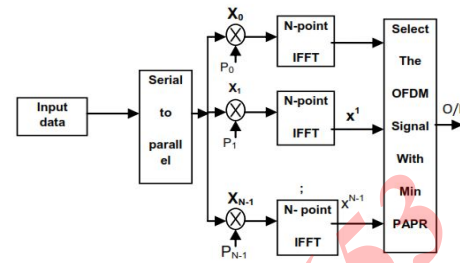 X0
N-point
IFFT
P0
Select
The
OFDM
Signal
With
Min
PAPR
Input
data
Serial
to
parall
el
X1
N-point
IFFT
x1
P1
O/
XN-1
;
N- point
IFFT
xN-1
PN-1
53